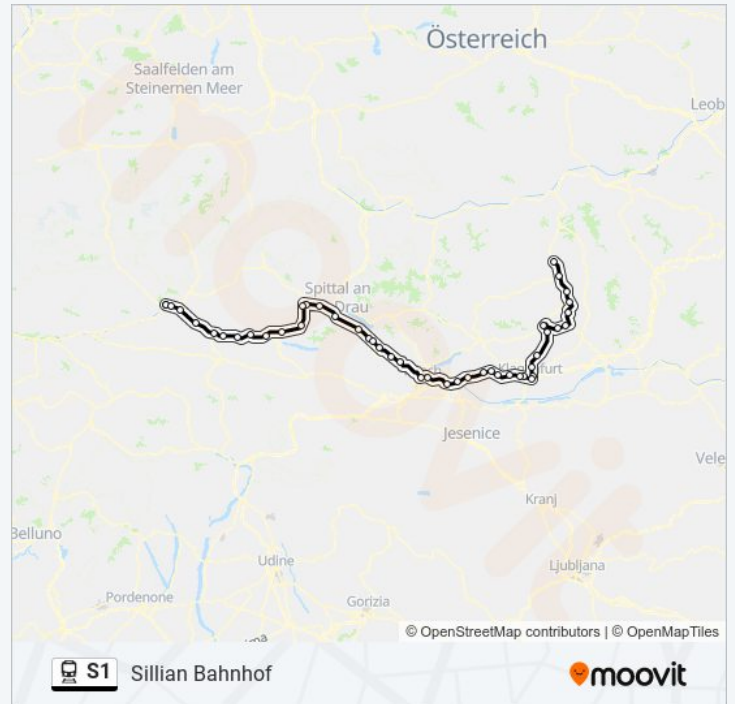 Österreich
Saalfelden am
Steinernen Meer
Leob
Spittal an
Drau
Klagenfurt
Jesenice
Vele
Kranj
Belluno
Ljubljana
Udine
Pordenone
Gorizia
© OpenStreetMap contributors | © OpenMapTiles
S1 Sillian Bahnhof
moovit